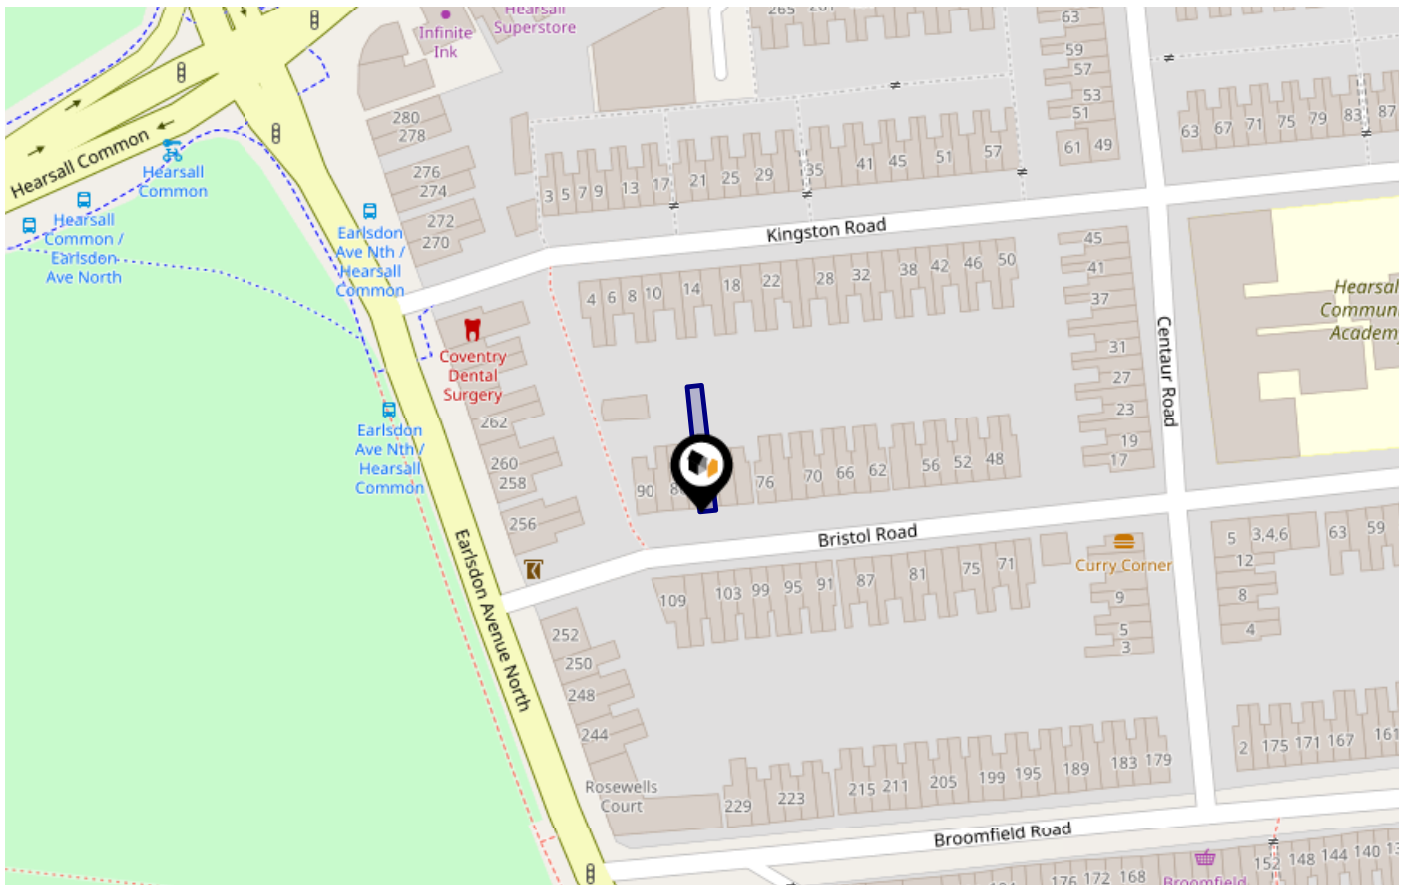 Hearsall
Superstore
Infinite
Ink
265
261
63
59
57
53
51
61 49
63 67 71 75 79 83 87
280
278
276
274
272
270
Hearsall Common
Hearsall
Common
Hearsall
Common /
Earlsdon
Ave North
Earlsdon
Ave Nth /
Hearsall
Common
3 5 7 9 13 17 21 25 29 35 41 45 51 57
Kingston Road
4 6 8 10 14 18 22 28 32 38 42 46 50
45
41
37
31
27
23
19
17
Centaur Road
Coventry
Dental
Surgery
262
260
258
256
Earlsdon
Ave Nth /
Hearsall
Common
90
76 70 66 62 56 52 48
Bristol Road
Earlsdon Avenue North
109 103 99 95 91 87 81 75 71
Curry Corner
9
5
3
5 3,4,6 63 59
12
8
4
252
250
248
244
Rosewells
Court
229 223 215 211 205 199 195 189 183 179
2 175 171 167 161
Broomfield Road
176 172 168
152 148 144 140
Broomfield